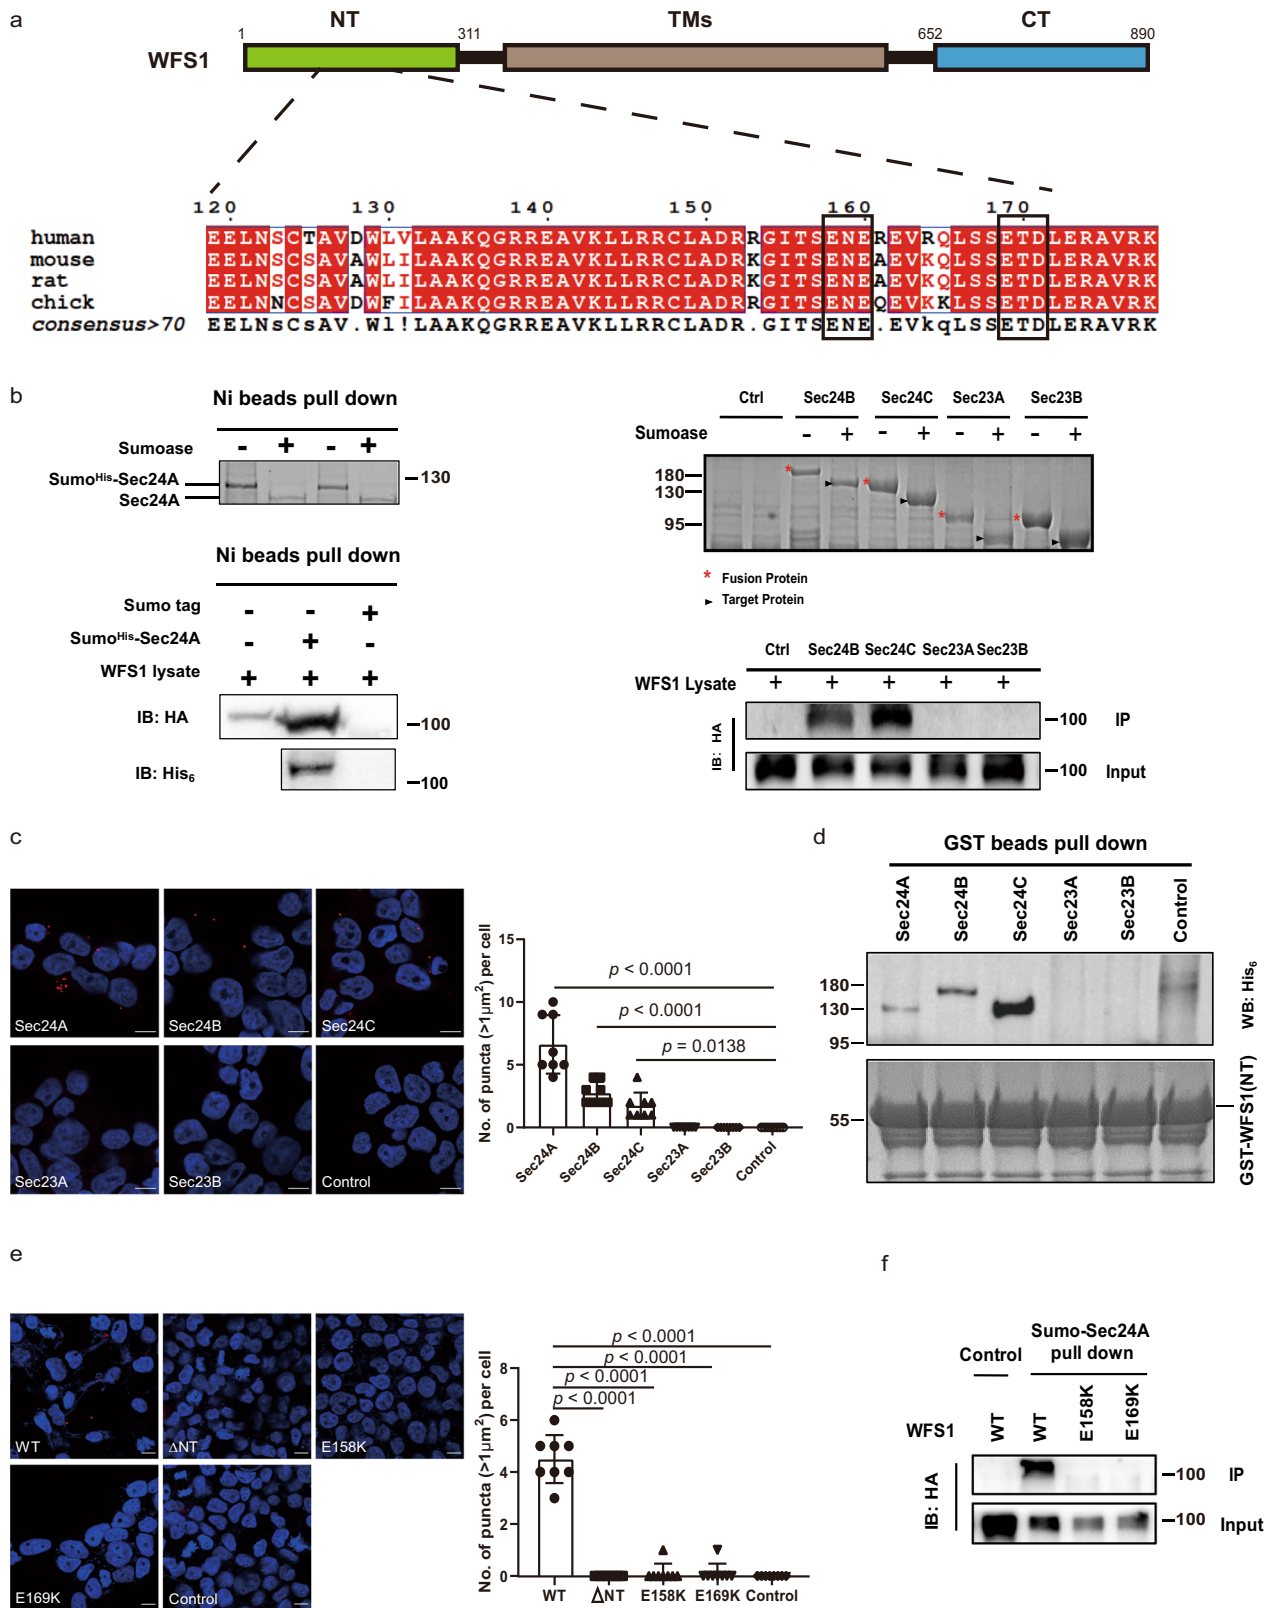 a
NT
TMs
CT
1
311
652
890
WFS1
120 130 140 150 160 170
human EELNSCTAVDWLVLAAKQGRREAVKLLRRCLADRRGITSENEREVRQLSSETDLERAVRK
mouse EELNSCSAVAWLILAAKQGRREAVKLLRRCLADRKGITSENEAEVKQLSSETDLERAVRK
rat EELNSCSAVAWLILAAKQGRREAVKLLRRCLADRKGITSENEAEVKQLSSETDLERAVRK
chick EELNNCSAVDWFILAAKQGRREAVKLLRRCLADRRGITSENEQEVKKLSSETDLERAVRK
consensus>70 EELNsCsAV.Wl!LAAKQGRREAVKLLRRCLADR.GITSENE.EVkqLSSETDLERAVRK
b
Ni beads pull down
Sumoase - + - +
SumoHis-Sec24A
Sec24A
130
Ni beads pull down
Sumo tag - - +
SumoHis-Sec24A - + -
WFS1 lysate + + +
IB: HA
100
IB: His6
100
Ctrl Sec24B Sec24C Sec23A Sec23B
Sumoase - + - + - + - +
180
130
95
* Fusion Protein
► Target Protein
Ctrl Sec24B Sec24C Sec23A Sec23B
WFS1 Lysate + + + + +
IB: HA
100 IP
100 Input
c
Sec24A
Sec24B
Sec24C
Sec23A
Sec23B
Control
No. of puncta (>1μm²) per cell
15
10
5
0
p < 0.0001
p < 0.0001
p = 0.0138
Sec24A Sec24B Sec24C Sec23A Sec23B Control
d
GST beads pull down
Sec24A Sec24B Sec24C Sec23A Sec23B Control
180
130
95
WB: His6
55
GST-WFS1(NT)
e
WT
ΔNT
E158K
E169K
Control
No. of puncta (>1μm²) per cell
8
6
4
2
0
p < 0.0001
p < 0.0001
p < 0.0001
p < 0.0001
WT ΔNT E158K E169K Control
f
Sumo-Sec24A
pull down
Control
WFS1 WT WT E158K E169K
IB: HA
100 IP
100 Input